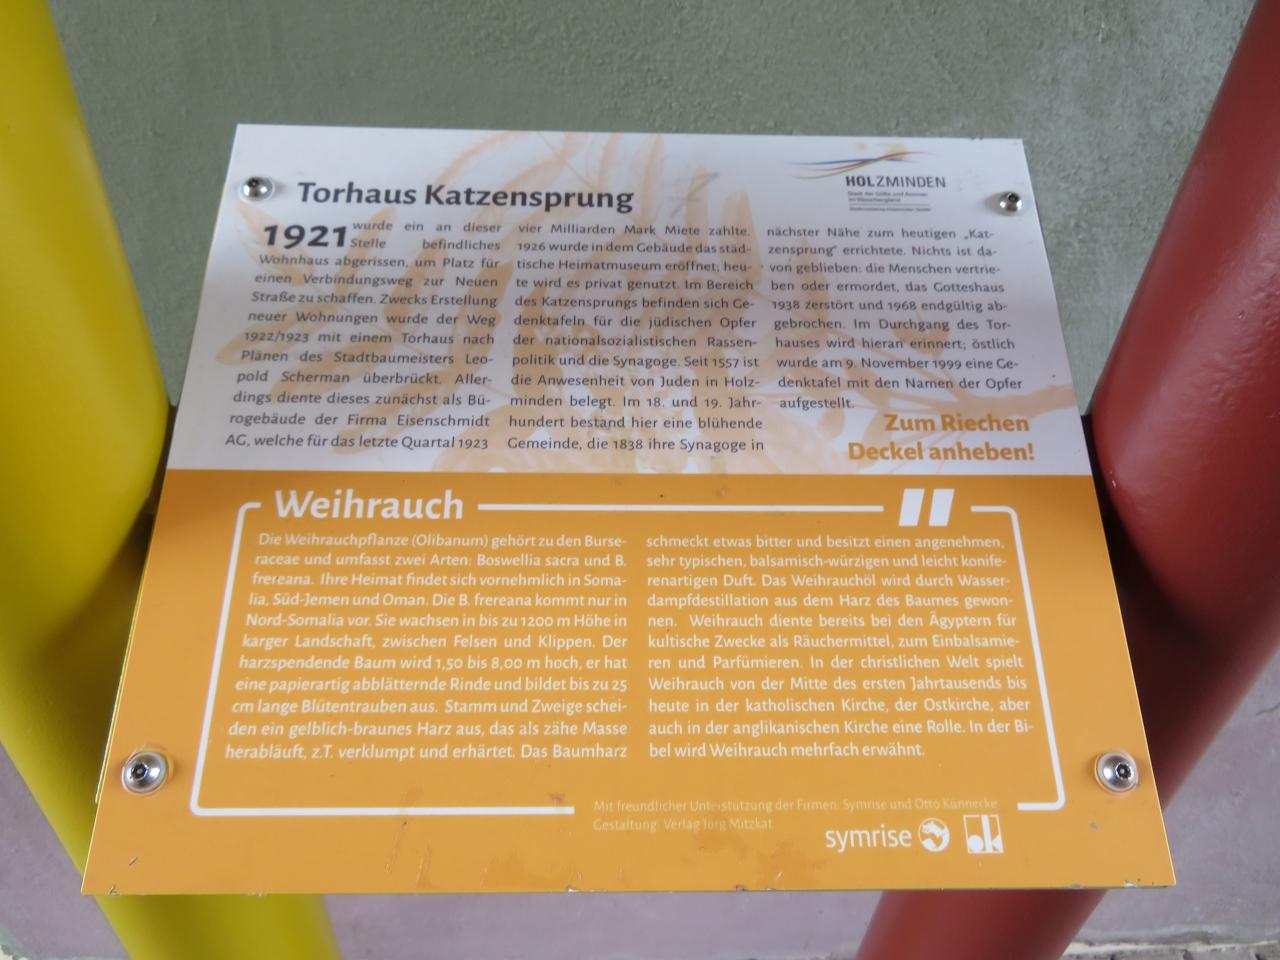 Torhaus Katzensprung
HOLZMINDEN
Stadt der Düfte und Aromen
im Weserbergland
1921 wurde ein an dieser
Stelle befindliches
Wohnhaus abgerissen, um Platz für
einen Verbindungsweg zur Neuen
Straße zu schaffen. Zwecks Erstellung
neuer Wohnungen wurde der Weg
1922/1923 mit einem Torhaus nach
Plänen des Stadtbaumeisters Leo-
pold Scherman überbrückt. Aller-
dings diente dieses zunächst als Bü-
rogebäude der Firma Eisenschmidt
AG, welche für das letzte Quartal 1923
vier Milliarden Mark Miete zahlte.
1926 wurde in dem Gebäude das städ-
tische Heimatmuseum eröffnet; heu-
te wird es privat genutzt. Im Bereich
des Katzensprungs befinden sich Ge-
denktafeln für die jüdischen Opfer
der nationalsozialistischen Rassen-
politik und die Synagoge. Seit 1557 ist
die Anwesenheit von Juden in Holz-
minden belegt. Im 18. und 19. Jahr-
hundert bestand hier eine blühende
Gemeinde, die 1838 ihre Synagoge in
nächster Nähe zum heutigen „Kat-
zensprung“ errichtete. Nichts ist da-
von geblieben: die Menschen vertrie-
ben oder ermordet, das Gotteshaus
1938 zerstört und 1968 endgültig ab-
gebrochen. Im Durchgang des Tor-
hauses wird hieran erinnert; östlich
wurde am 9. November 1999 eine Ge-
denktafel mit den Namen der Opfer
aufgestellt.
Zum Riechen
Deckel anheben!
Weihrauch
Die Weihrauchpflanze (Olibanum) gehört zu den Burse-
raceae und umfasst zwei Arten: Boswellia sacra und B.
frereana. Ihre Heimat findet sich vornehmlich in Soma-
lia, Süd-Jemen und Oman. Die B. frereana kommt nur in
Nord-Somalia vor. Sie wachsen in bis zu 1200 m Höhe in
karger Landschaft, zwischen Felsen und Klippen. Der
harzspendende Baum wird 1,50 bis 8,00 m hoch, er hat
eine papierartig abblätternde Rinde und bildet bis zu 25
cm lange Blütentrauben aus. Stamm und Zweige schei-
den ein gelblich-braunes Harz aus, das als zähe Masse
herabläuft, z.T. verklumpt und erhärtet. Das Baumharz
schmeckt etwas bitter und besitzt einen angenehmen,
sehr typischen, balsamisch-würzigen und leicht konife-
renartigen Duft. Das Weihrauchöl wird durch Wasser-
dampfdestillation aus dem Harz des Baumes gewon-
nen. Weihrauch diente bereits bei den Ägyptern für
kultische Zwecke als Räuchermittel, zum Einbalsamie-
ren und Parfümieren. In der christlichen Welt spielt
Weihrauch von der Mitte des ersten Jahrtausends bis
heute in der katholischen Kirche, der Ostkirche, aber
auch in der anglikanischen Kirche eine Rolle. In der Bi-
bel wird Weihrauch mehrfach erwähnt.
Mit freundlicher Unterstützung der Firmen Symrise und Otto Künnecke
Gestaltung: Verlag Jörg Mitzkat
symrise